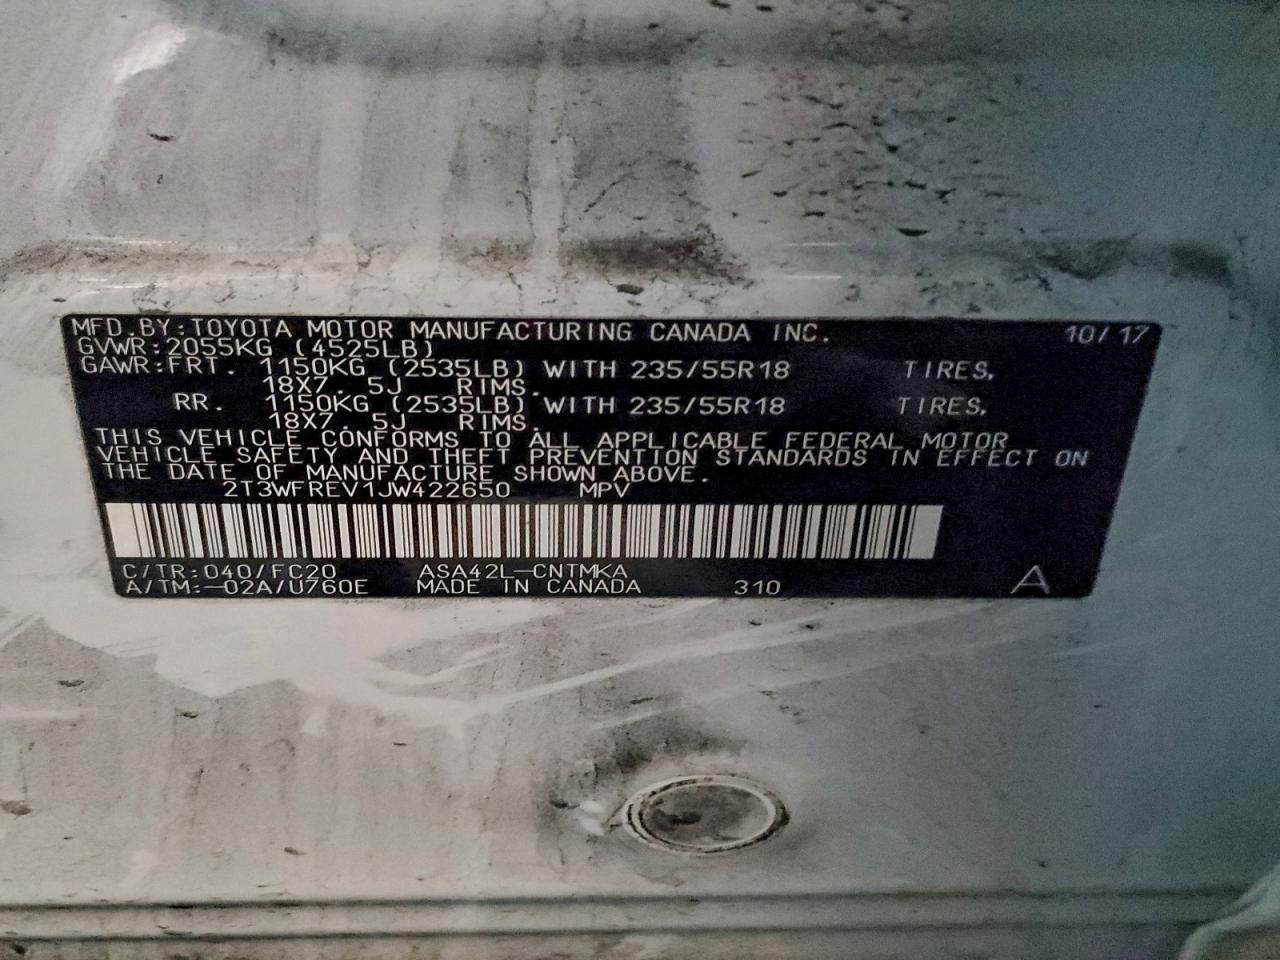 MFD.BY:TOYOTA MOTOR MANUFACTURING CANADA INC. 10/17
GVWR:2055KG (4525LB)
GAWR:FRT. 1150KG (2535LB) WITH 235/55R18 TIRES,
18X7.5J RIMS.
RR. 1150KG (2535LB) WITH 235/55R18 TIRES,
18X7.5J RIMS.
THIS VEHICLE CONFORMS TO ALL APPLICABLE FEDERAL MOTOR
VEHICLE SAFETY AND THEFT PREVENTION STANDARDS IN EFFECT ON
THE DATE OF MANUFACTURE SHOWN ABOVE.
2T3WFREV1JW422650 MPV
C/TR:040/FC20 ASA42L-CNTMKA
A/TM:-02A/U760E MADE IN CANADA 310 A